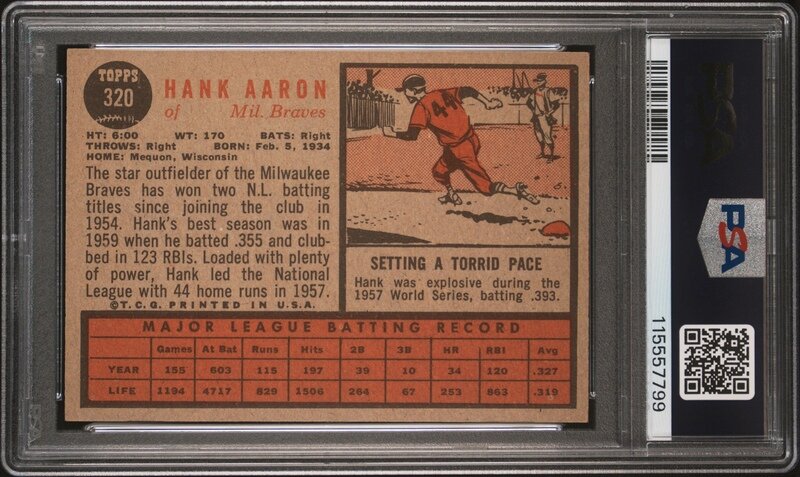 TOPPS
320
HANK AARON
of Mil. Braves
HT: 6:00 WT: 170 BATS: Right
THROWS: Right BORN: Feb. 5, 1934
HOME: Mequon, Wisconsin
The star outfielder of the Milwaukee
Braves has won two N.L. batting
titles since joining the club in
1954. Hank's best season was in
1959 when he batted .355 and club-
bed in 123 RBIs. Loaded with plenty
of power, Hank led the National
League with 44 home runs in 1957.
©T.C.G. PRINTED IN U.S.A.
44
SETTING A TORRID PACE
Hank was explosive during the
1957 World Series, batting .393.
MAJOR LEAGUE BATTING RECORD
Games At Bat Runs Hits 2B 3B HR RBI Avg
YEAR 155 603 115 197 39 10 34 120 .327
LIFE 1194 4717 829 1506 264 67 253 863 .319
PSA
PSA
115557799
PSA